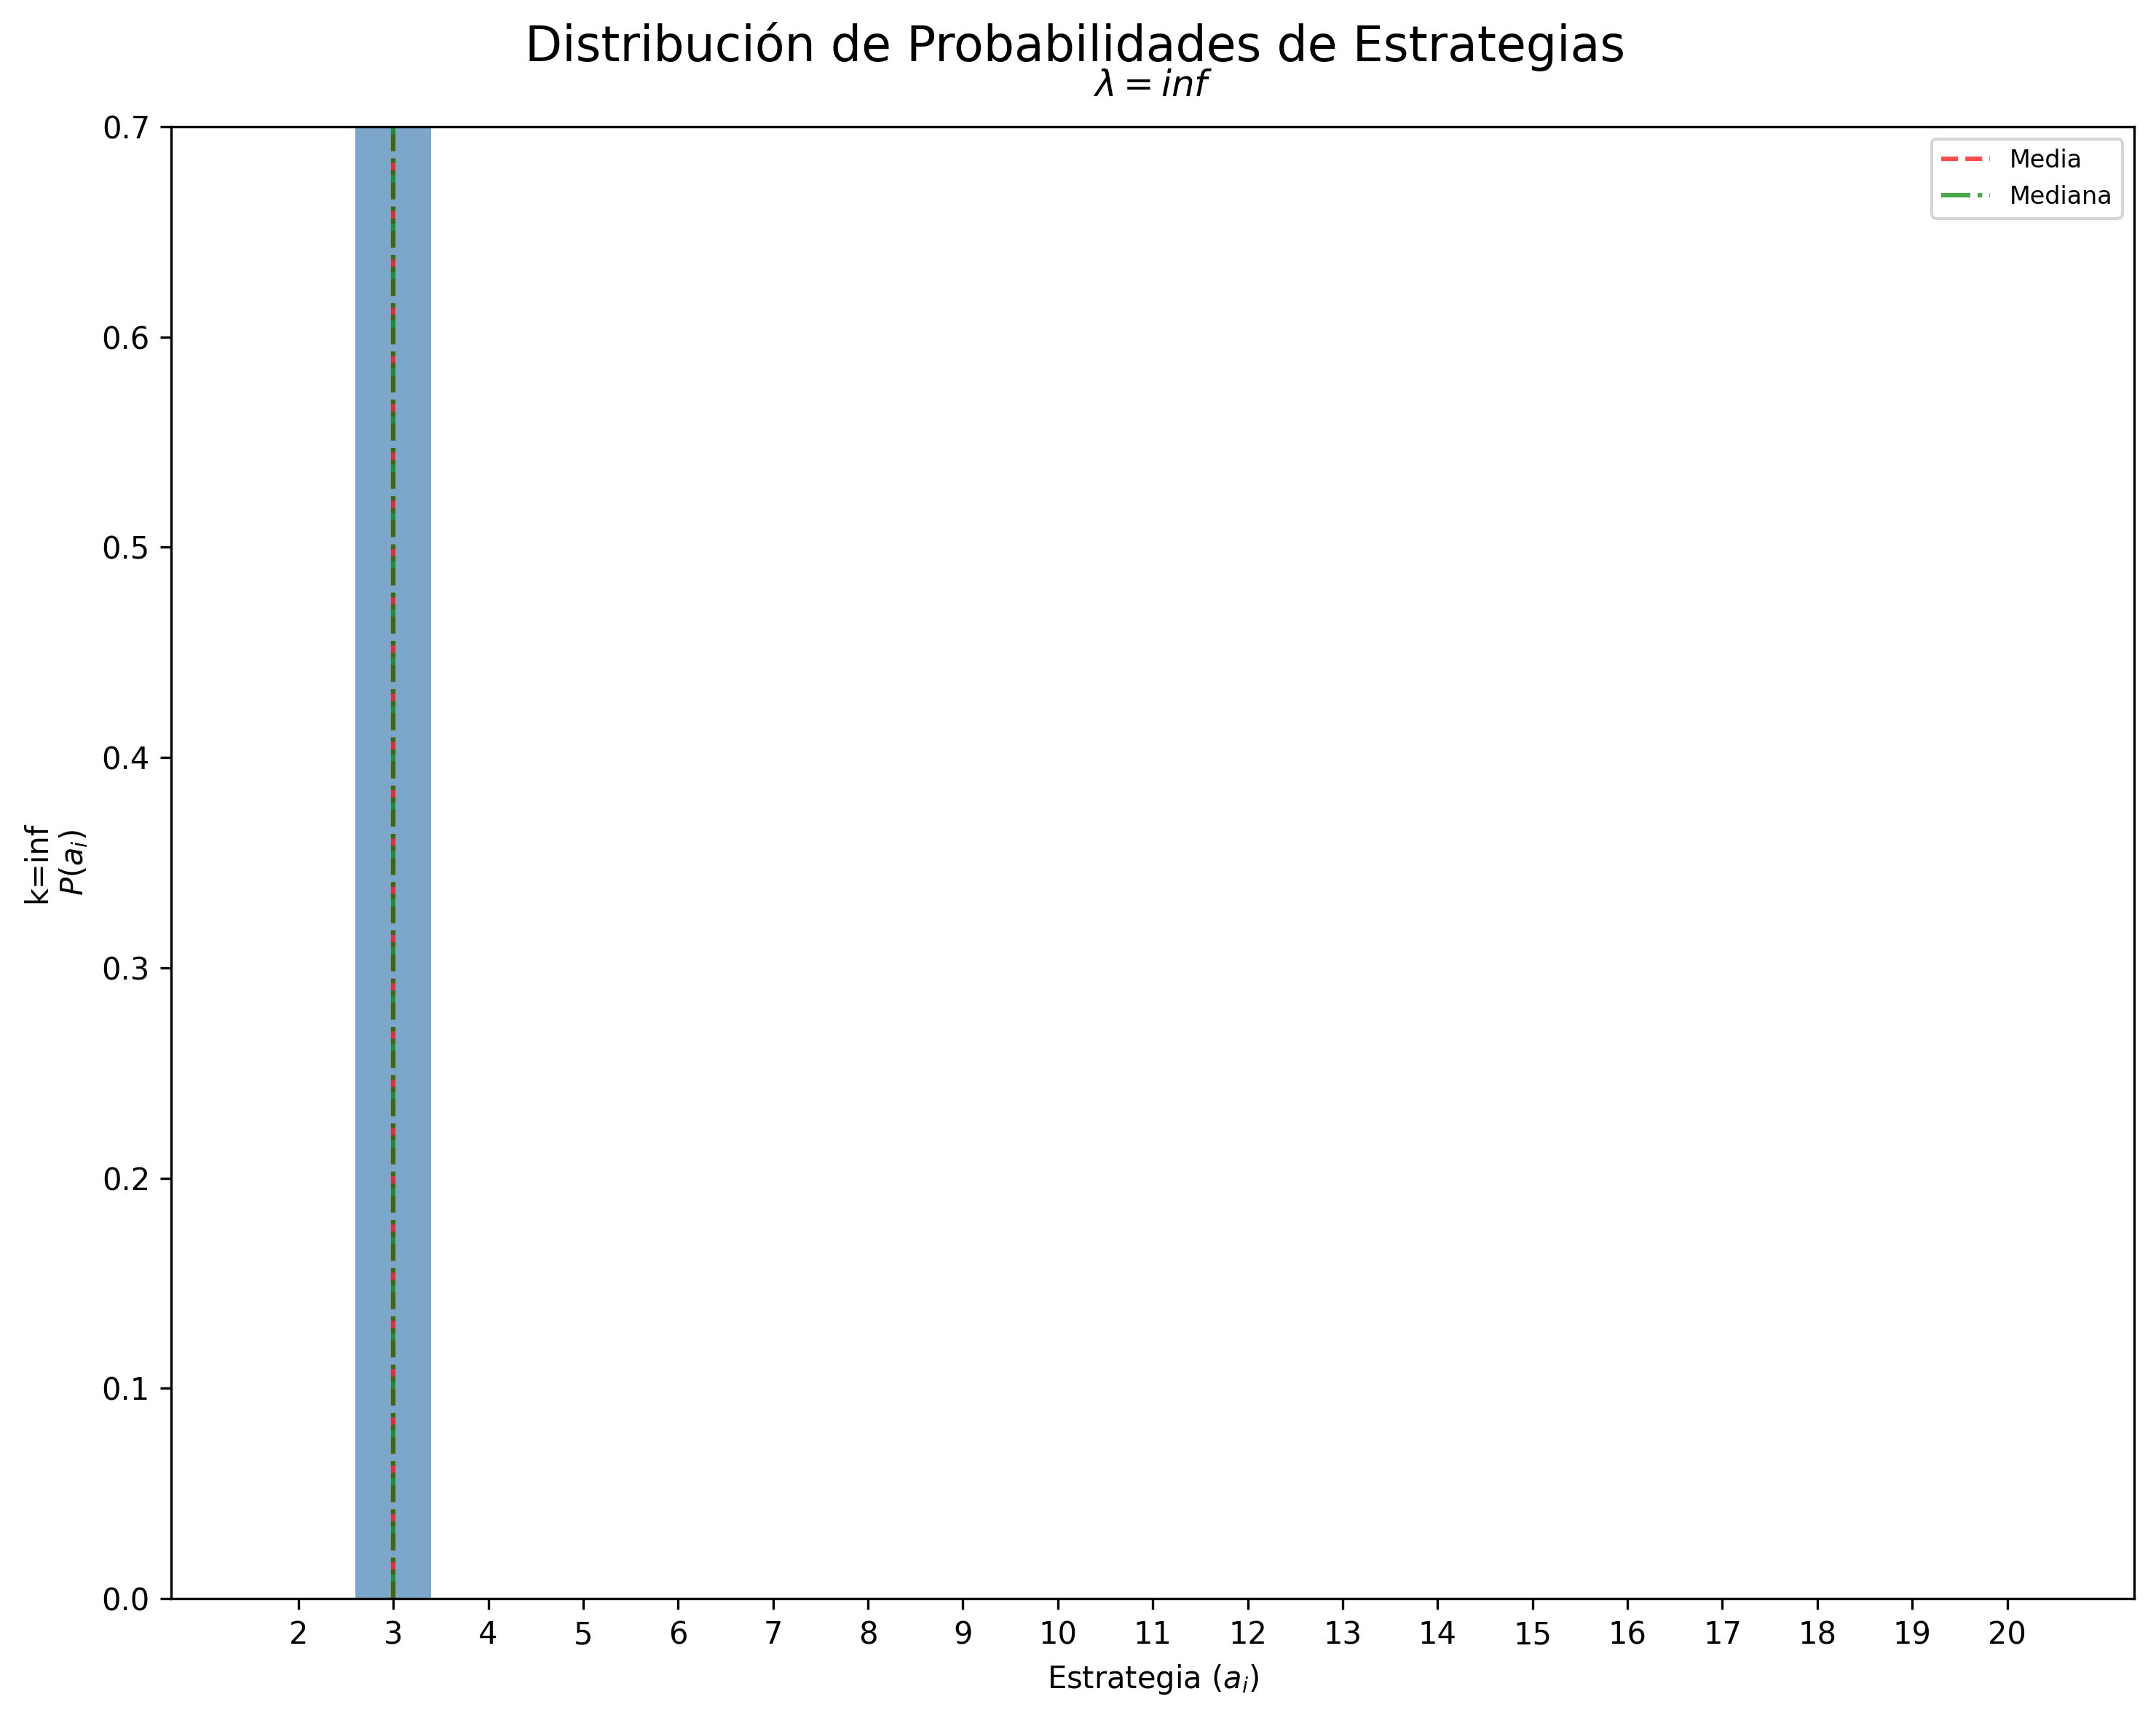 Distribución de Probabilidades de Estrategias
λ = inf
Media
Mediana
k=inf
P(a_i)
0.7
0.6
0.5
0.4
0.3
0.2
0.1
0.0
2 3 4 5 6 7 8 9 10 11 12 13 14 15 16 17 18 19 20
Estrategia (a_i)